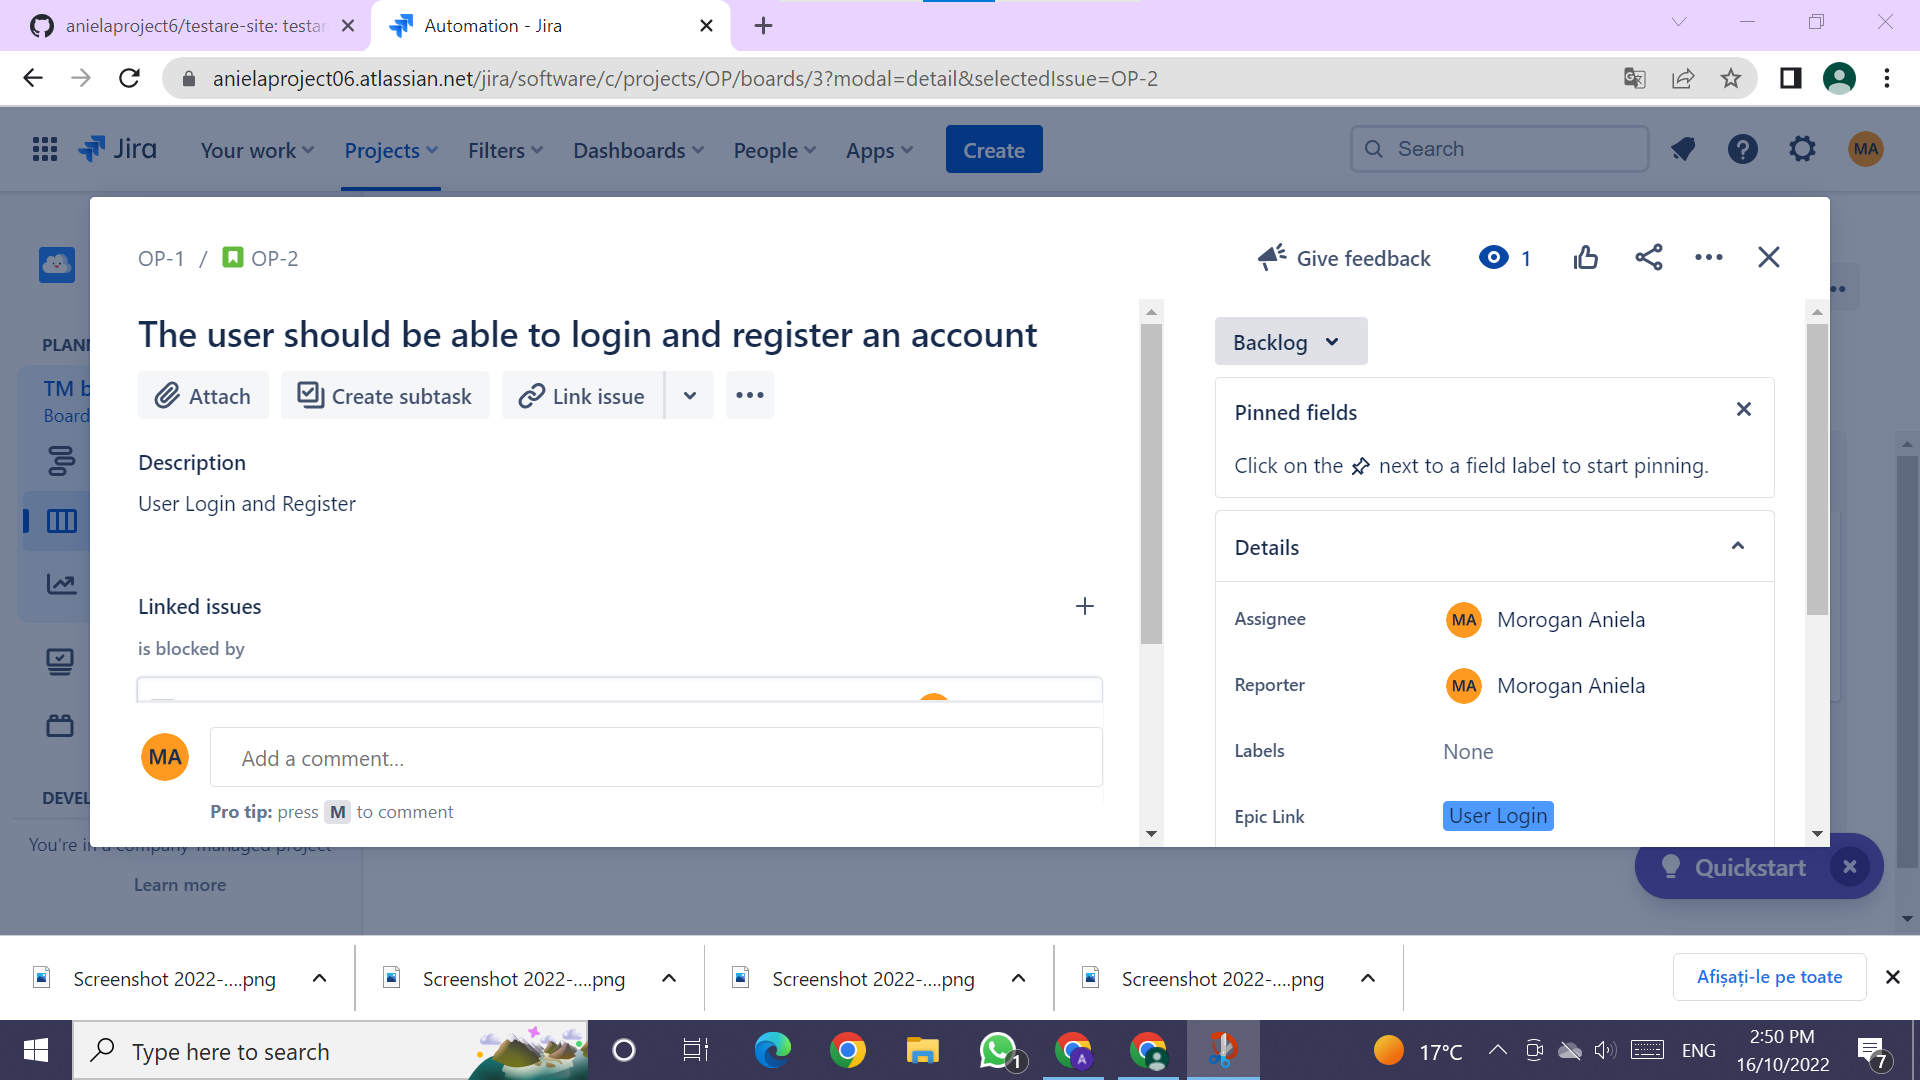 anielaproject6/testare-site: testar
Automation - Jira
anielaproject06.atlassian.net/jira/software/c/projects/OP/boards/3?modal=detail&selectedIssue=OP-2
Jira
Your work
Projects
Filters
Dashboards
People
Apps
Create
Search
MA
OP-1 / OP-2
Give feedback
1
The user should be able to login and register an account
Attach
Create subtask
Link issue
Description
User Login and Register
Linked issues
is blocked by
MA
Add a comment...
Pro tip: press M to comment
Backlog
Pinned fields
Click on the next to a field label to start pinning.
Details
Assignee
MA Morogan Aniela
Reporter
MA Morogan Aniela
Labels
None
Epic Link
User Login
PLANN
TM b
Board
DEVEL
You're in a company-managed project
Learn more
Quickstart
Screenshot 2022-....png
Screenshot 2022-....png
Screenshot 2022-....png
Screenshot 2022-....png
Afișați-le pe toate
Type here to search
1
A
17°C
ENG
2:50 PM
16/10/2022
7